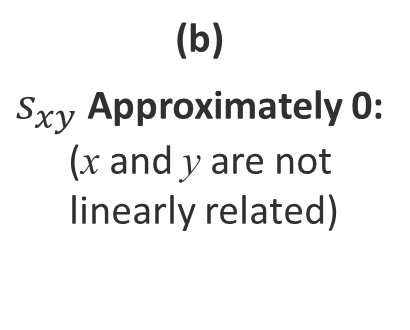 (b)
s_xy Approximately 0:
(x and y are not
linearly related)